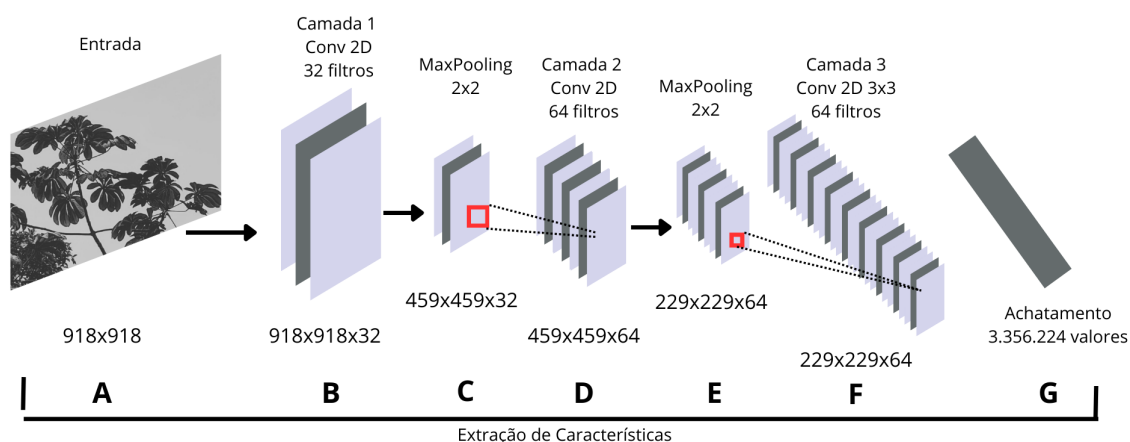 Entrada
Camada 1
Conv 2D
32 filtros
MaxPooling
2x2
Camada 2
Conv 2D
64 filtros
MaxPooling
2x2
Camada 3
Conv 2D 3x3
64 filtros
918x918
918x918x32
459x459x32
459x459x64
229x229x64
229x229x64
Achatamento
3.356.224 valores
A
B
C
D
E
F
G
Extração de Características